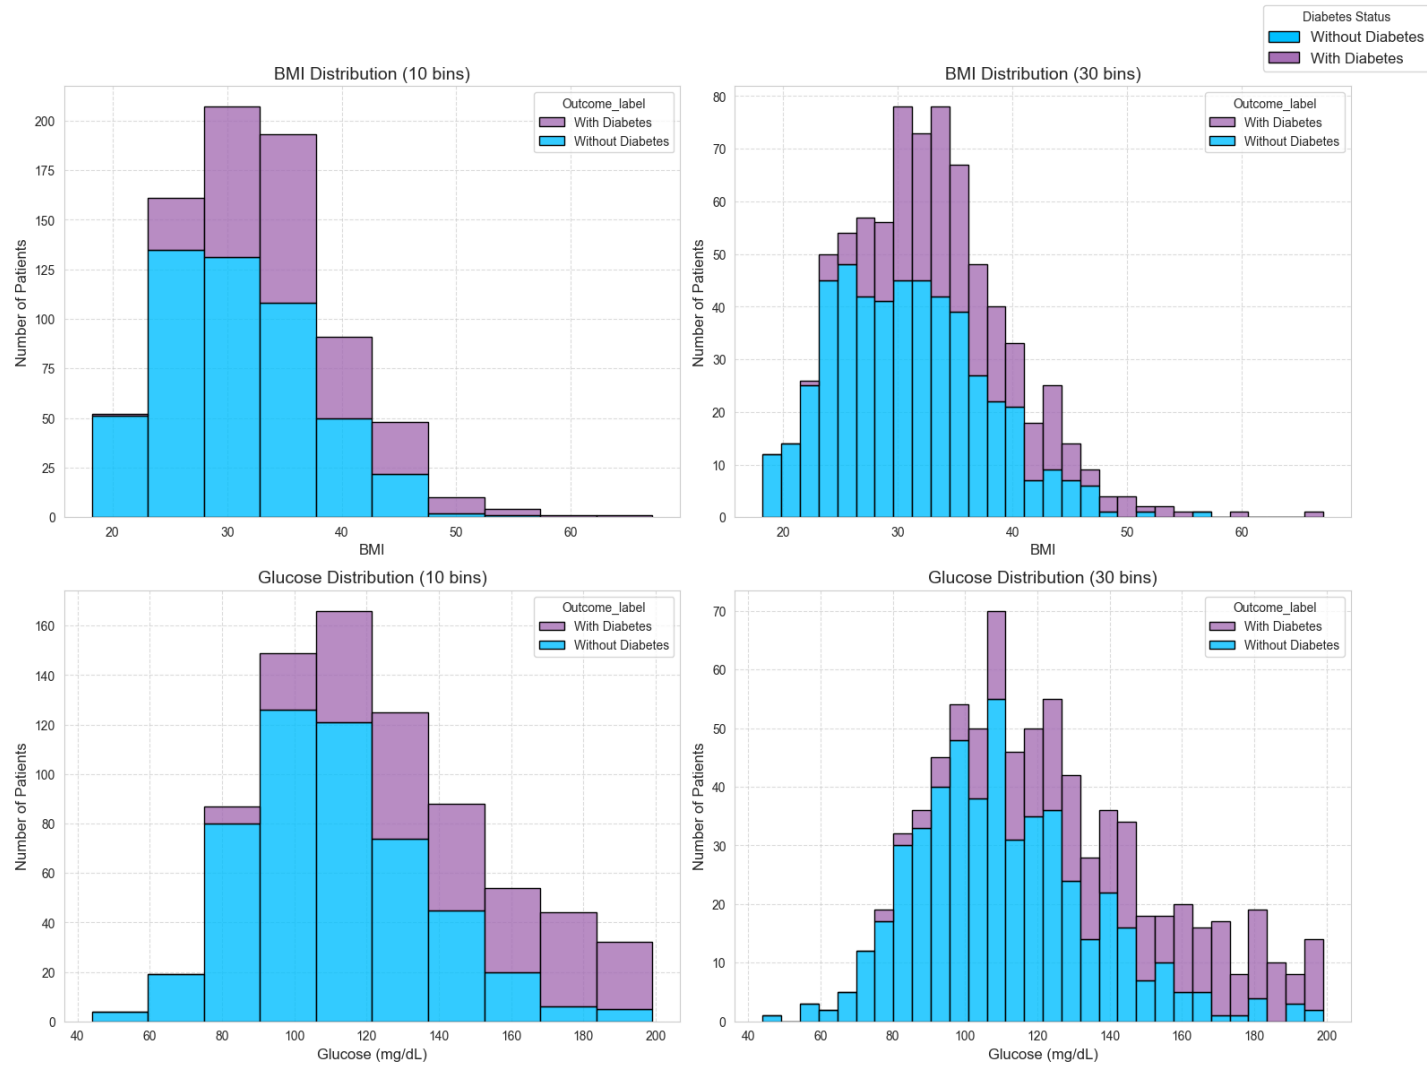 Diabetes Status
Without Diabetes
With Diabetes
BMI Distribution (10 bins)
Number of Patients
200
175
150
125
100
75
50
25
0
Outcome_label
With Diabetes
Without Diabetes
20 30 40 50 60
BMI
BMI Distribution (30 bins)
Number of Patients
80
70
60
50
40
30
20
10
0
Outcome_label
With Diabetes
Without Diabetes
20 30 40 50 60
BMI
Glucose Distribution (10 bins)
Number of Patients
160
140
120
100
80
60
40
20
0
Outcome_label
With Diabetes
Without Diabetes
40 60 80 100 120 140 160 180 200
Glucose (mg/dL)
Glucose Distribution (30 bins)
Number of Patients
70
60
50
40
30
20
10
0
Outcome_label
With Diabetes
Without Diabetes
40 60 80 100 120 140 160 180 200
Glucose (mg/dL)